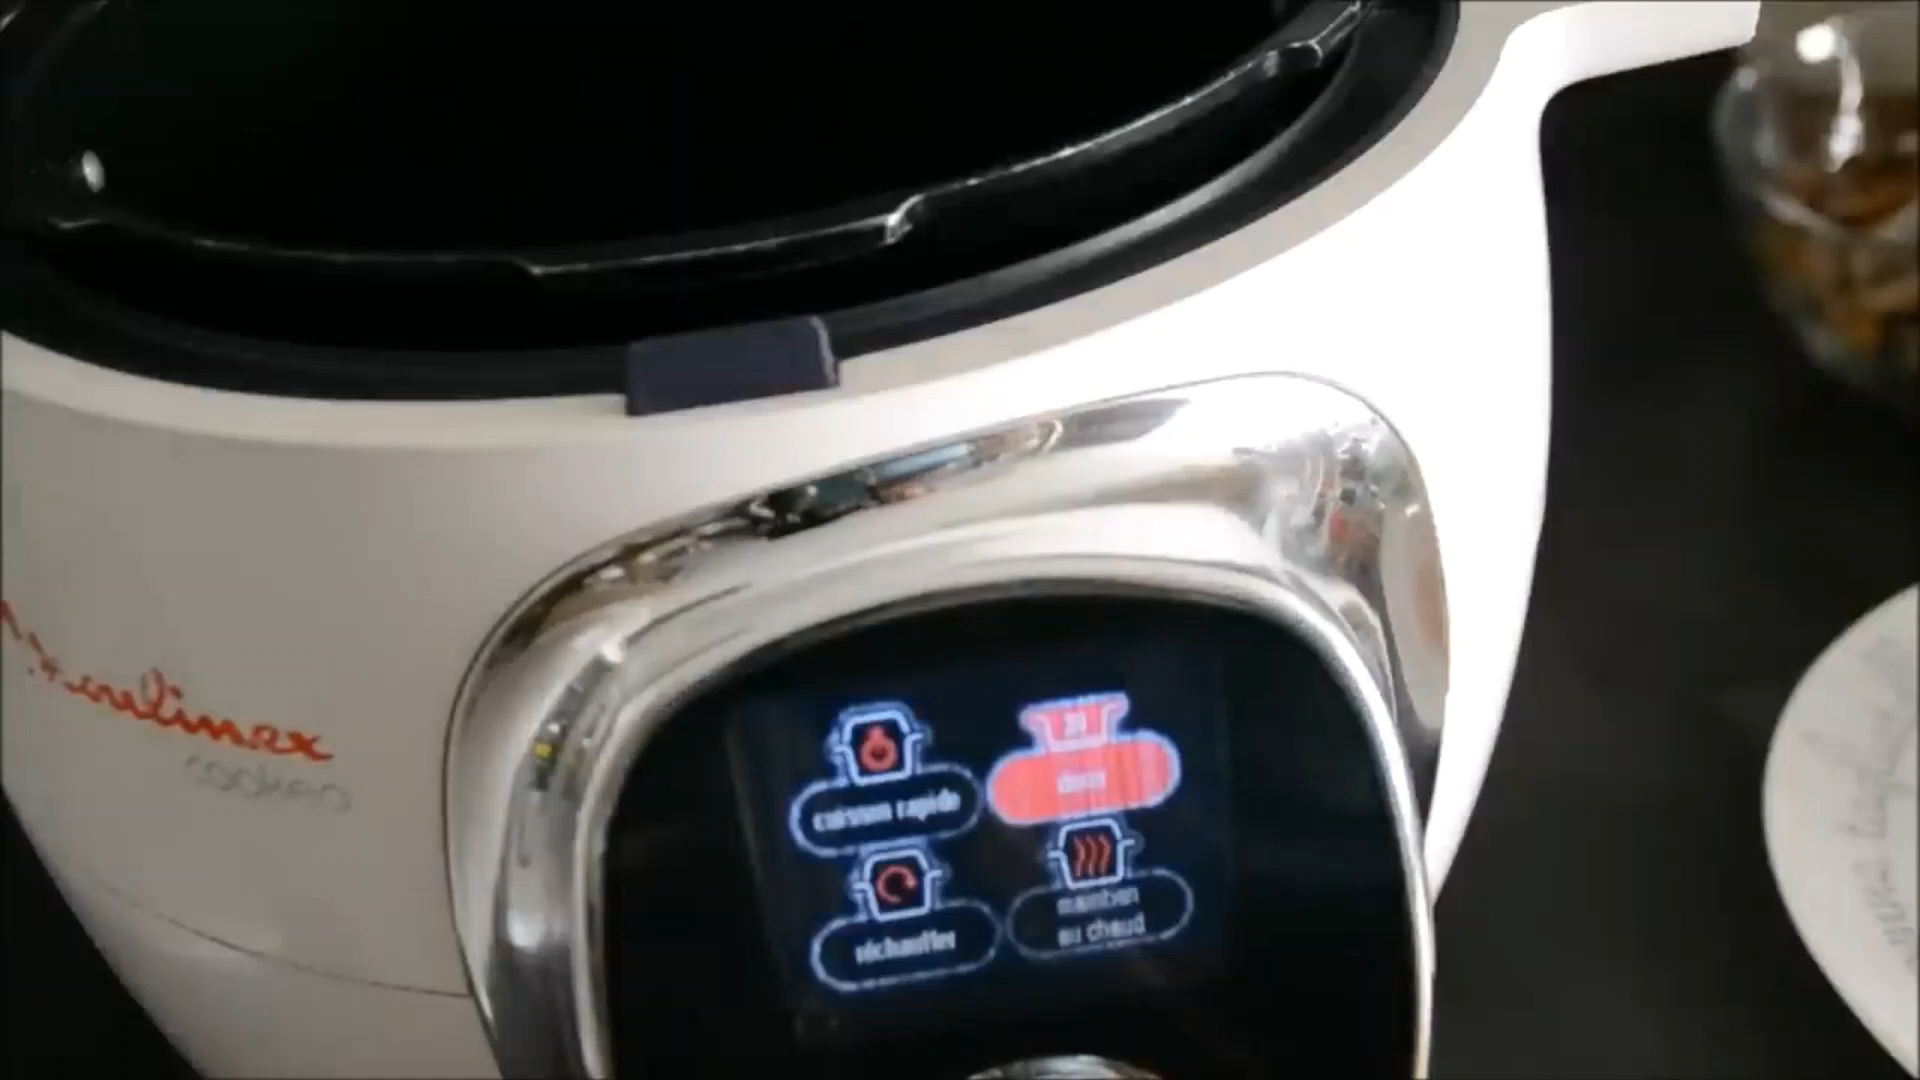 Moulinex
cookeo
cuisson rapide
dorer
réchauffer
maintien
au chaud